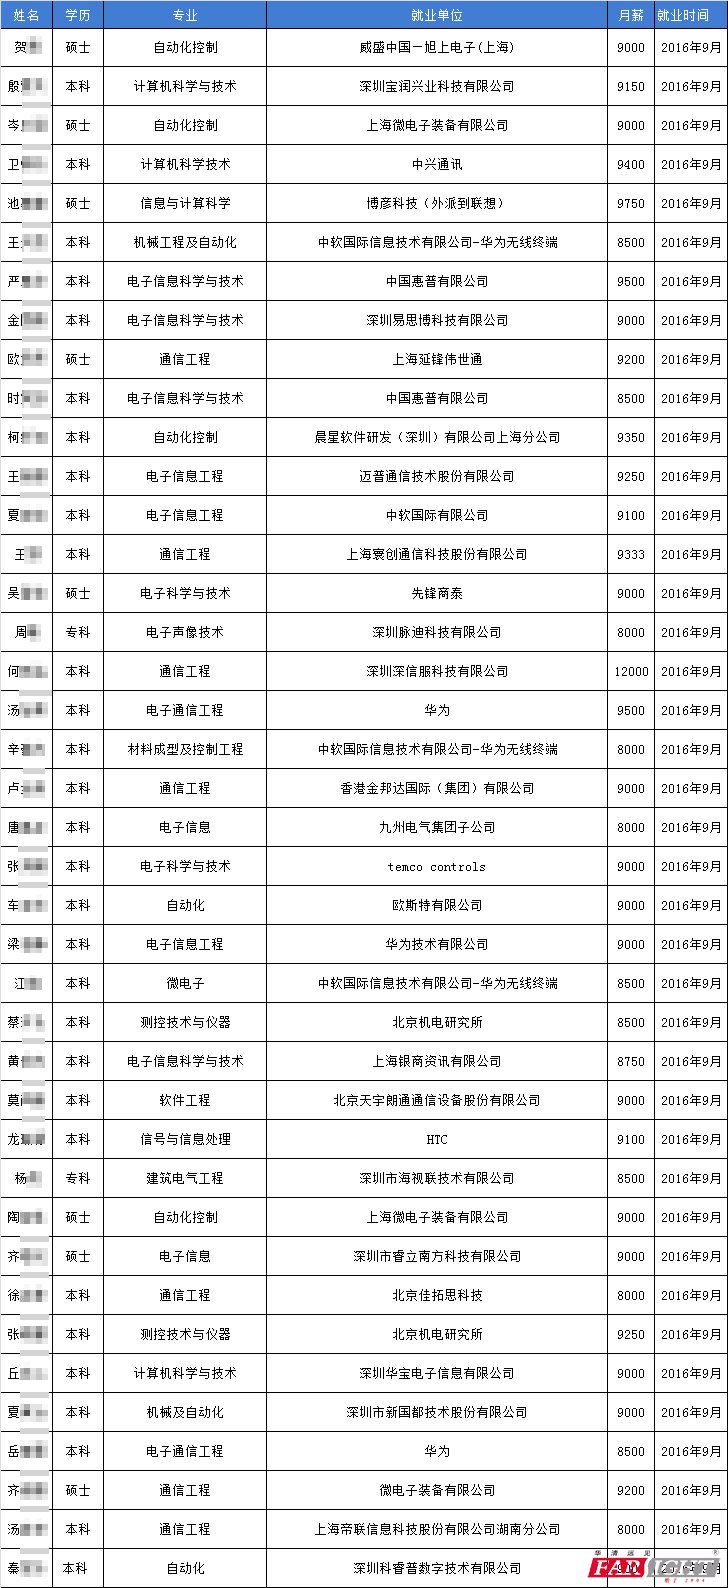 姓名 学历 专业 就业单位 月薪 就业时间
贺 硕士 自动化控制 威盛中国—旭上电子(上海) 9000 2016年9月
殷 本科 计算机科学与技术 深圳宝润兴业科技有限公司 9150 2016年9月
岑 硕士 自动化控制 上海微电子装备有限公司 9000 2016年9月
卫 本科 计算机科学技术 中兴通讯 9400 2016年9月
池 硕士 信息与计算科学 博彦科技（外派到联想） 9750 2016年9月
王 本科 机械工程及自动化 中软国际信息技术有限公司-华为无线终端 8500 2016年9月
严 本科 电子信息科学与技术 中国惠普有限公司 9500 2016年9月
金 本科 电子信息科学与技术 深圳易思博科技有限公司 9000 2016年9月
欧 硕士 通信工程 上海延锋伟世通 9200 2016年9月
时 本科 电子信息科学与技术 中国惠普有限公司 8500 2016年9月
柯 本科 自动化控制 晨星软件研发（深圳）有限公司上海分公司 9350 2016年9月
王 本科 电子信息工程 迈普通信技术股份有限公司 9250 2016年9月
夏 本科 电子信息工程 中软国际有限公司 9100 2016年9月
王 本科 通信工程 上海寰创通信科技股份有限公司 9333 2016年9月
吴 硕士 电子科学与技术 先锋商泰 9000 2016年9月
周 专科 电子声像技术 深圳脉迪科技有限公司 8000 2016年9月
何 本科 通信工程 深圳深信服科技有限公司 12000 2016年9月
汤 本科 电子通信工程 华为 9500 2016年9月
辛 本科 材料成型及控制工程 中软国际信息技术有限公司-华为无线终端 8000 2016年9月
卢 本科 通信工程 香港金邦达国际（集团）有限公司 9000 2016年9月
唐 本科 电子信息 九州电气集团子公司 8000 2016年9月
张 本科 电子科学与技术 temco controls 9000 2016年9月
车 本科 自动化 欧斯特有限公司 9000 2016年9月
梁 本科 电子信息工程 华为技术有限公司 9000 2016年9月
江 本科 微电子 中软国际信息技术有限公司-华为无线终端 8500 2016年9月
蔡 本科 测控技术与仪器 北京机电研究所 8500 2016年9月
黄 本科 电子信息科学与技术 上海银商资讯有限公司 8750 2016年9月
莫 本科 软件工程 北京天宇朗通通信设备股份有限公司 9000 2016年9月
龙 本科 信号与信息处理 HTC 9100 2016年9月
杨 专科 建筑电气工程 深圳市海视联技术有限公司 8500 2016年9月
陶 硕士 自动化控制 上海微电子装备有限公司 9000 2016年9月
齐 硕士 电子信息 深圳市睿立南方科技有限公司 9000 2016年9月
徐 本科 通信工程 北京佳拓思科技 8000 2016年9月
张 本科 测控技术与仪器 北京机电研究所 9250 2016年9月
丘 本科 计算机科学与技术 深圳华宝电子信息有限公司 9000 2016年9月
夏 本科 机械及自动化 深圳市新国都技术股份有限公司 9000 2016年9月
岳 本科 电子通信工程 华为 8500 2016年9月
齐 硕士 通信工程 微电子装备有限公司 9200 2016年9月
汤 本科 通信工程 上海帝联信息科技股份有限公司湖南分公司 8000 2016年9月
秦 本科 自动化 深圳科睿普数字技术有限公司 2016年9月
华清远见
FARSIGHT